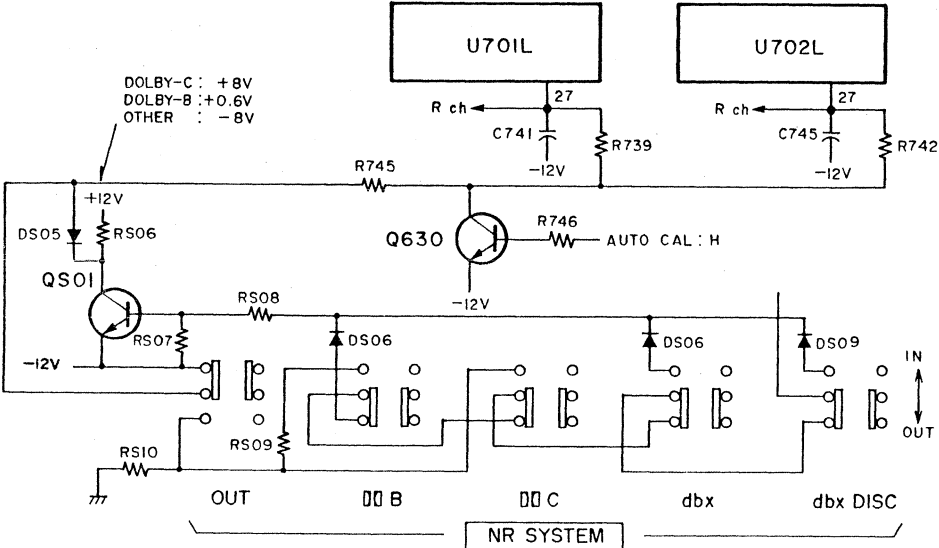 U701L
U702L
DOLBY-C : +8V
DOLBY-B : +0.6V
OTHER : -8V
27
R ch
C741
-12V
R739
27
R ch
C745
-12V
R742
R745
+12V
DS05
RS06
Q630
R746
AUTO CAL : H
QS01
-12V
RS08
RS07
DS06
DS06
DS09
-12V
IN
OUT
RS09
RS10
OUT
B
C
dbx
dbx DISC
NR SYSTEM